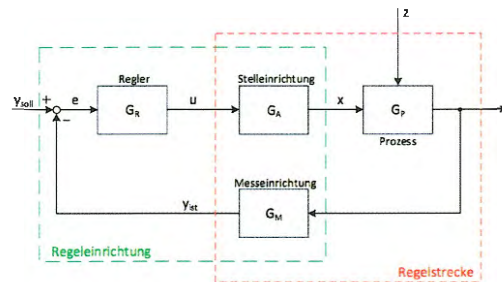 z
Regler
Stelleinrichtung
y_soll + e G_R u G_A x G_P
−
Prozess
Messeinrichtung
y_ist G_M
Regeleinrichtung
Regelstrecke